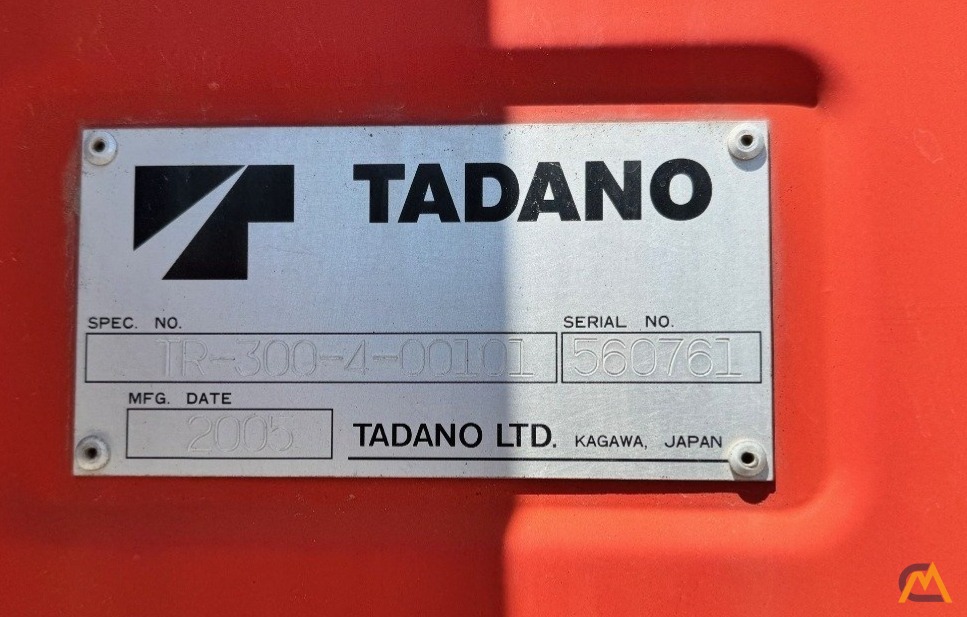 TADANO
SPEC. NO.
SERIAL NO.
TR-300-4-00101
560761
MFG. DATE
2005
TADANO LTD. KAGAWA, JAPAN